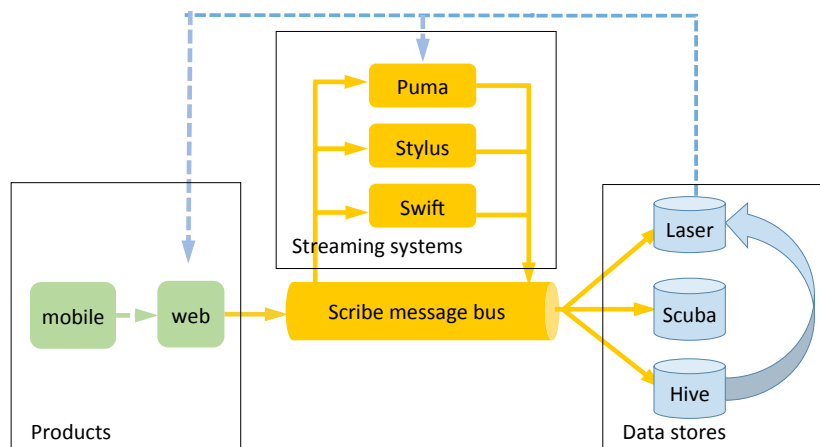 Puma
Stylus
Swift
Streaming systems
mobile
web
Products
Scribe message bus
Laser
Scuba
Hive
Data stores